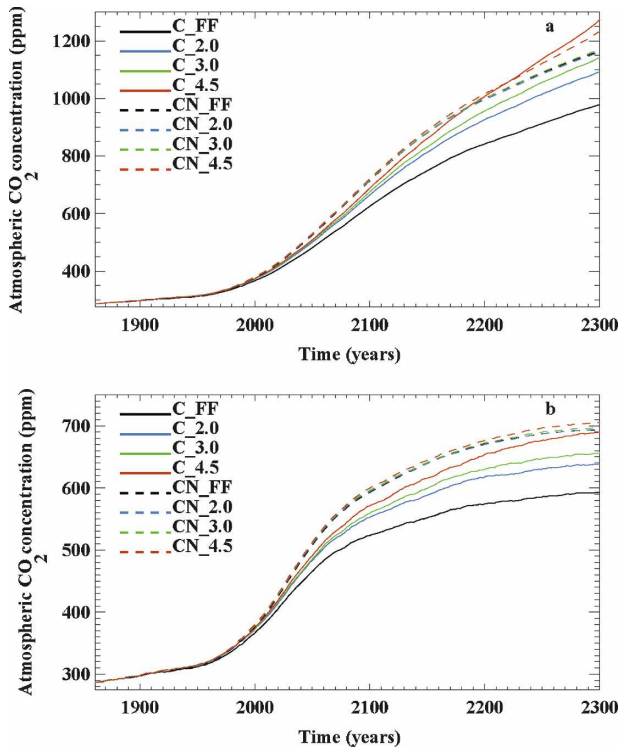 a
C_FF
C_2.0
C_3.0
C_4.5
CN_FF
CN_2.0
CN_3.0
CN_4.5
Atmospheric CO2 concentration (ppm)
1200
1000
800
600
400
1900 2000 2100 2200 2300
Time (years)
b
C_FF
C_2.0
C_3.0
C_4.5
CN_FF
CN_2.0
CN_3.0
CN_4.5
Atmospheric CO2 concentration (ppm)
700
600
500
400
300
1900 2000 2100 2200 2300
Time (years)